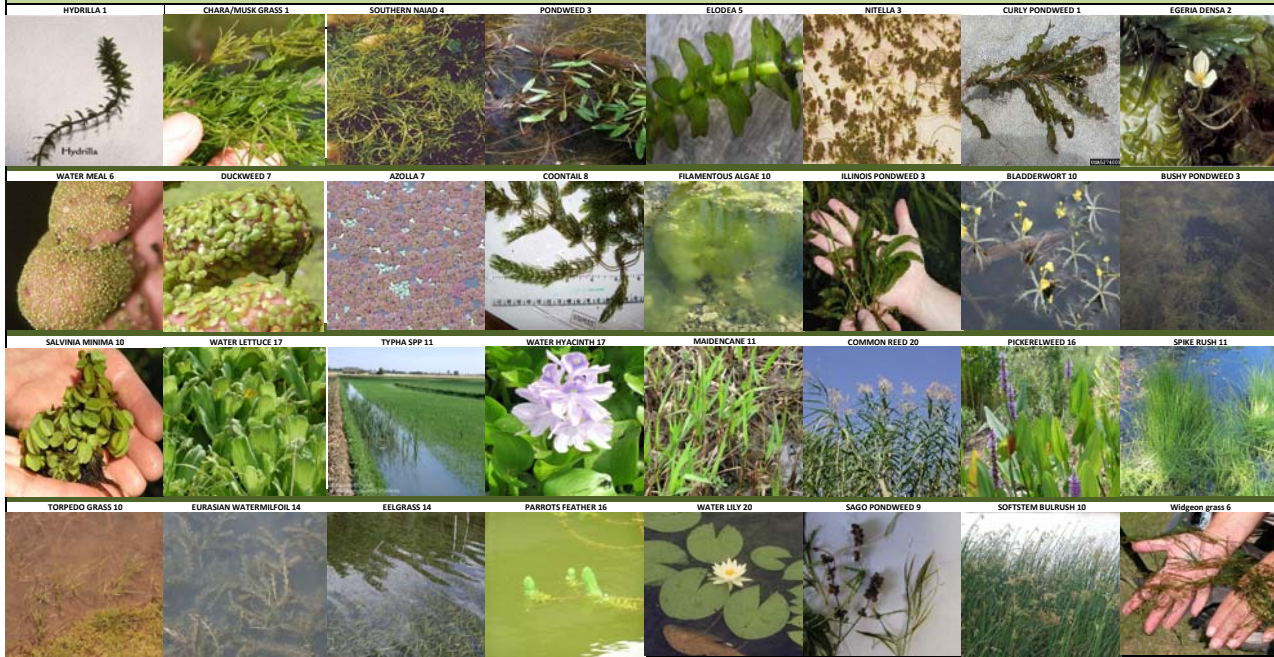 HYDRILLA 1
CHARA/MUSK GRASS 1
SOUTHERN NAIAD 4
PONDWEED 3
ELODEA 5
NITELLA 3
CURLY PONDWEED 1
EGERIA DENSA 2
Hydrilla
WATER MEAL 6
DUCKWEED 7
AZOLLA 7
COONTAIL 8
FILAMENTOUS ALGAE 10
ILLINOIS PONDWEED 3
BLADDERWORT 10
BUSHY PONDWEED 3
SALVINIA MINIMA 10
WATER LETTUCE 17
TYPHA SPP 11
WATER HYACINTH 17
MAIDENCANE 11
COMMON REED 20
PICKERELWEED 16
SPIKE RUSH 11
TORPEDO GRASS 10
EURASIAN WATERMILFOIL 14
EELGRASS 14
PARROTS FEATHER 16
WATER LILY 20
SAGO PONDWEED 9
SOFTSTEM BULRUSH 10
Widgeon grass 6